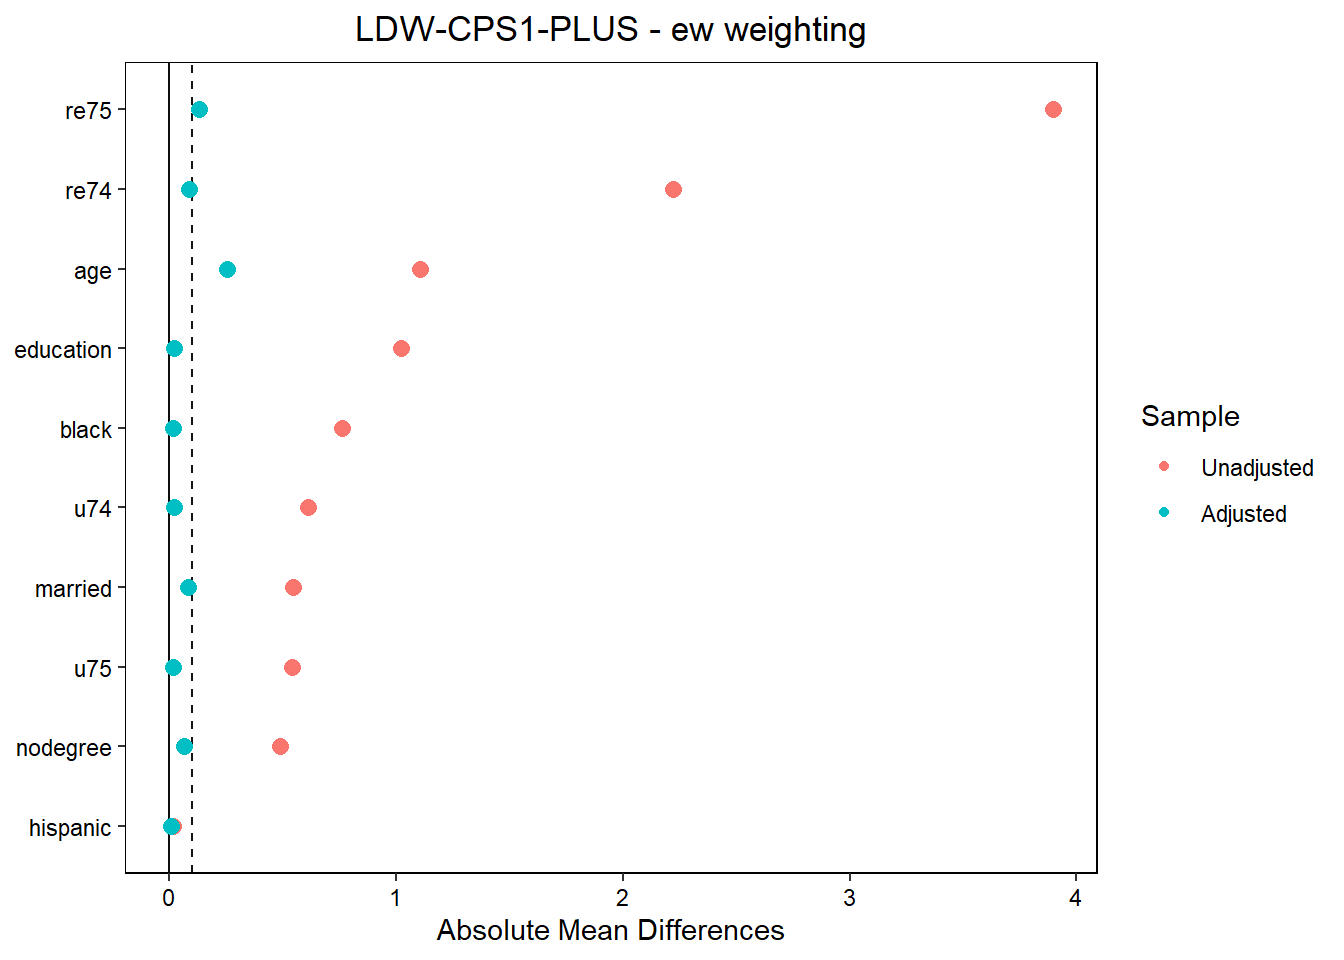 LDW-CPS1-PLUS - ew weighting
re75
re74
age
education
black
u74
married
u75
nodegree
hispanic
0 1 2 3 4
Absolute Mean Differences
Sample
Unadjusted
Adjusted